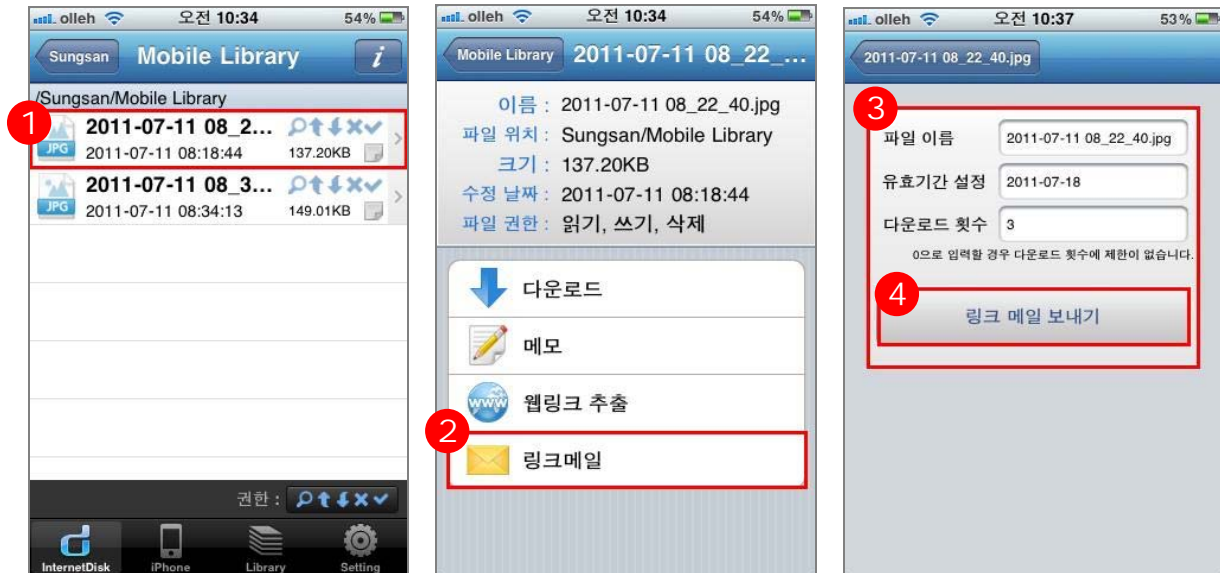 olleh 오전 10:34 54%
Sungsan Mobile Library i
/Sungsan/Mobile Library
1
2011-07-11 08_2...
JPG 2011-07-11 08:18:44 137.20KB
2011-07-11 08_3...
JPG 2011-07-11 08:34:13 149.01KB
권한 :
InternetDisk iPhone Library Setting
olleh 오전 10:34 54%
Mobile Library 2011-07-11 08_22_...
이름 : 2011-07-11 08_22_40.jpg
파일 위치 : Sungsan/Mobile Library
크기 : 137.20KB
수정 날짜 : 2011-07-11 08:18:44
파일 권한 : 읽기, 쓰기, 삭제
다운로드
메모
www 웹링크 추출
2
링크메일
olleh 오전 10:37 53%
2011-07-11 08_22_40.jpg
3
파일 이름 2011-07-11 08_22_40.jpg
유효기간 설정 2011-07-18
다운로드 횟수 3
0으로 입력할 경우 다운로드 횟수에 제한이 없습니다.
4
링크 메일 보내기